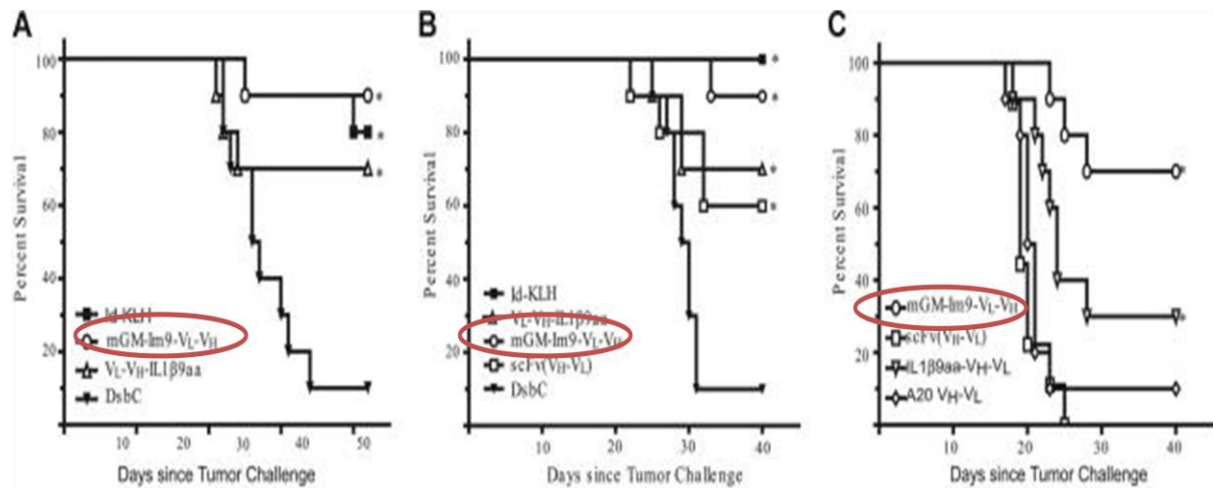 A
Percent Survival
100
80
60
40
20
Id-KLH
mGM-Im9-VL-VH
VL-VH-IL1β9aa
DsbC
10 20 30 40 50
Days since Tumor Challenge
B
Percent Survival
100
80
60
40
20
Id-KLH
VL-VH-IL1β9aa
mGM-Im9-VL-VH
scFv(VH-VL)
DsbC
10 20 30 40
Days since Tumor Challenge
C
Percent Survival
100
80
60
40
20
mGM-Im9-VL-VH
scFv(VH-VL)
IL1β9aa-VH-VL
A20 VH-VL
10 20 30 40
Days since Tumor Challenge